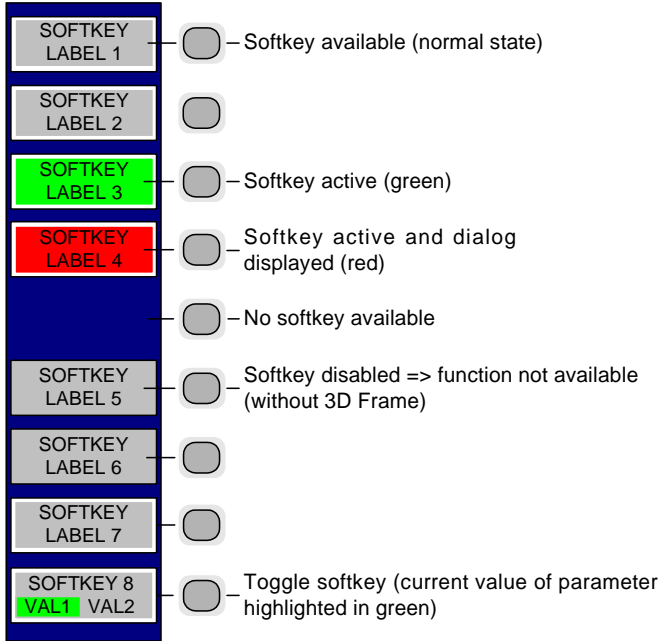 SOFTKEY
LABEL 1
Softkey available (normal state)
SOFTKEY
LABEL 2
SOFTKEY
LABEL 3
Softkey active (green)
SOFTKEY
LABEL 4
Softkey active and dialog
displayed (red)
No softkey available
SOFTKEY
LABEL 5
Softkey disabled => function not available
(without 3D Frame)
SOFTKEY
LABEL 6
SOFTKEY
LABEL 7
SOFTKEY 8
VAL1 VAL2
Toggle softkey (current value of parameter
highlighted in green)